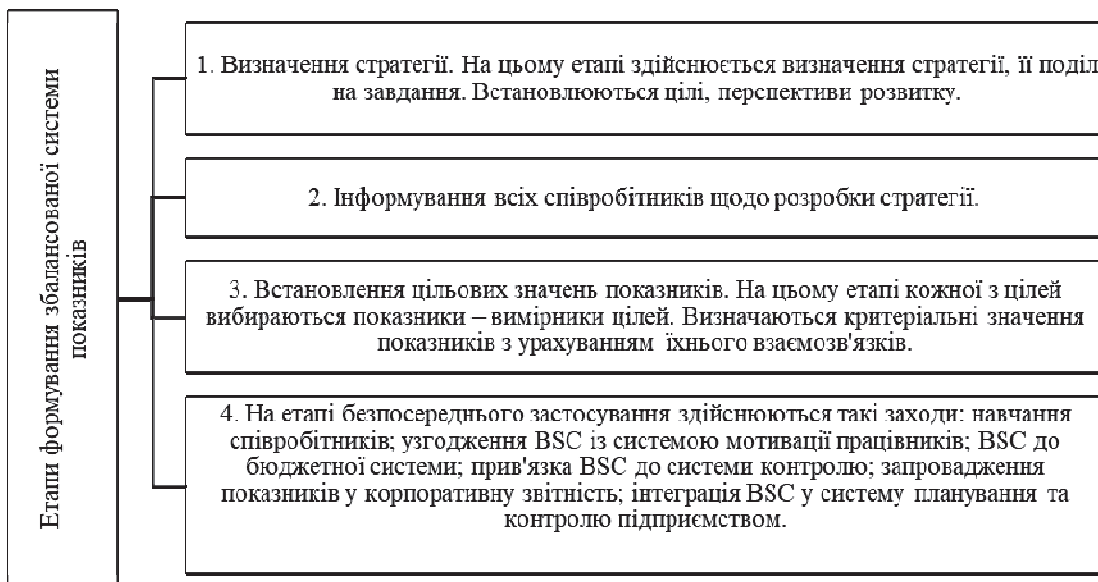 Етапи формування збалансованої системи
показників
1. Визначення стратегії. На цьому етапі здійснюється визначення стратегії, її поділ
на завдання. Встановлюються цілі, перспективи розвитку.
2. Інформування всіх співробітників щодо розробки стратегії.
3. Встановлення цільових значень показників. На цьому етапі кожної з цілей
вибираються показники – вимірники цілей. Визначаються критеріальні значення
показників з урахуванням їхнього взаємозв'язків.
4. На етапі безпосереднього застосування здійснюються такі заходи: навчання
співробітників; узгодження BSC із системою мотивації працівників; BSC до
бюджетної системи; прив'язка BSC до системи контролю; запровадження
показників у корпоративну звітність; інтеграція BSC у систему планування та
контролю підприємством.